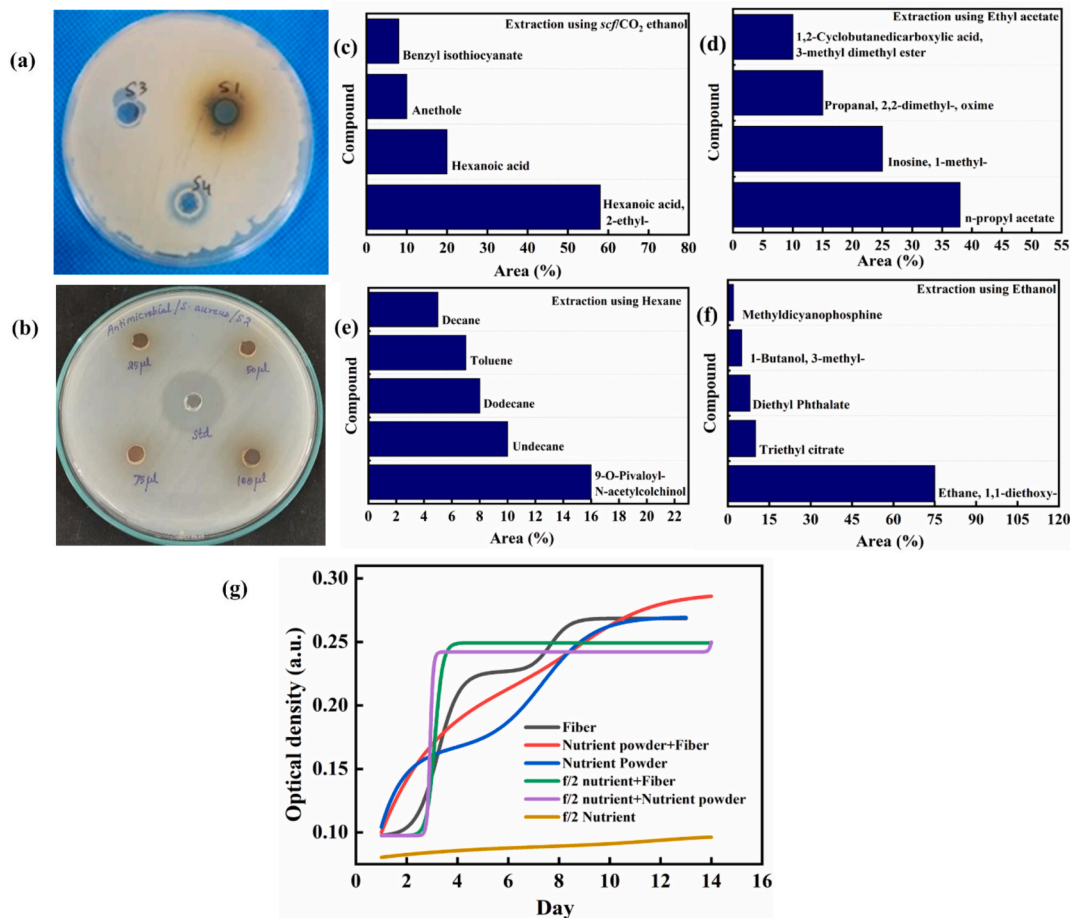 (a)
S3
S1
S4
(b)
Antimicrobial/S. aureus/S2
25µl
50µl
Std
75µl
100µl
(c)
Extraction using scf/CO2 ethanol
Benzyl isothiocyanate
Anethole
Hexanoic acid
Hexanoic acid,
2-ethyl-
Compound
0 10 20 30 40 50 60 70 80
Area (%)
(d)
Extraction using Ethyl acetate
1,2-Cyclobutanedicarboxylic acid,
3-methyl dimethyl ester
Propanal, 2,2-dimethyl-, oxime
Inosine, 1-methyl-
n-propyl acetate
Compound
0 5 10 15 20 25 30 35 40 45 50 55
Area (%)
(e)
Extraction using Hexane
Decane
Toluene
Dodecane
Undecane
9-O-Pivaloyl-
N-acetylcolchinol
Compound
0 2 4 6 8 10 12 14 16 18 20 22
Area (%)
(f)
Extraction using Ethanol
Methyldicyanophosphine
1-Butanol, 3-methyl-
Diethyl Phthalate
Triethyl citrate
Ethane, 1,1-diethoxy-
Compound
0 15 30 45 60 75 90 105 120
Area (%)
(g)
Optical density (a.u.)
0.30
0.25
0.20
0.15
0.10
Fiber
Nutrient powder+Fiber
Nutrient Powder
f/2 nutrient+Fiber
f/2 nutrient+Nutrient powder
f/2 Nutrient
0 2 4 6 8 10 12 14 16
Day